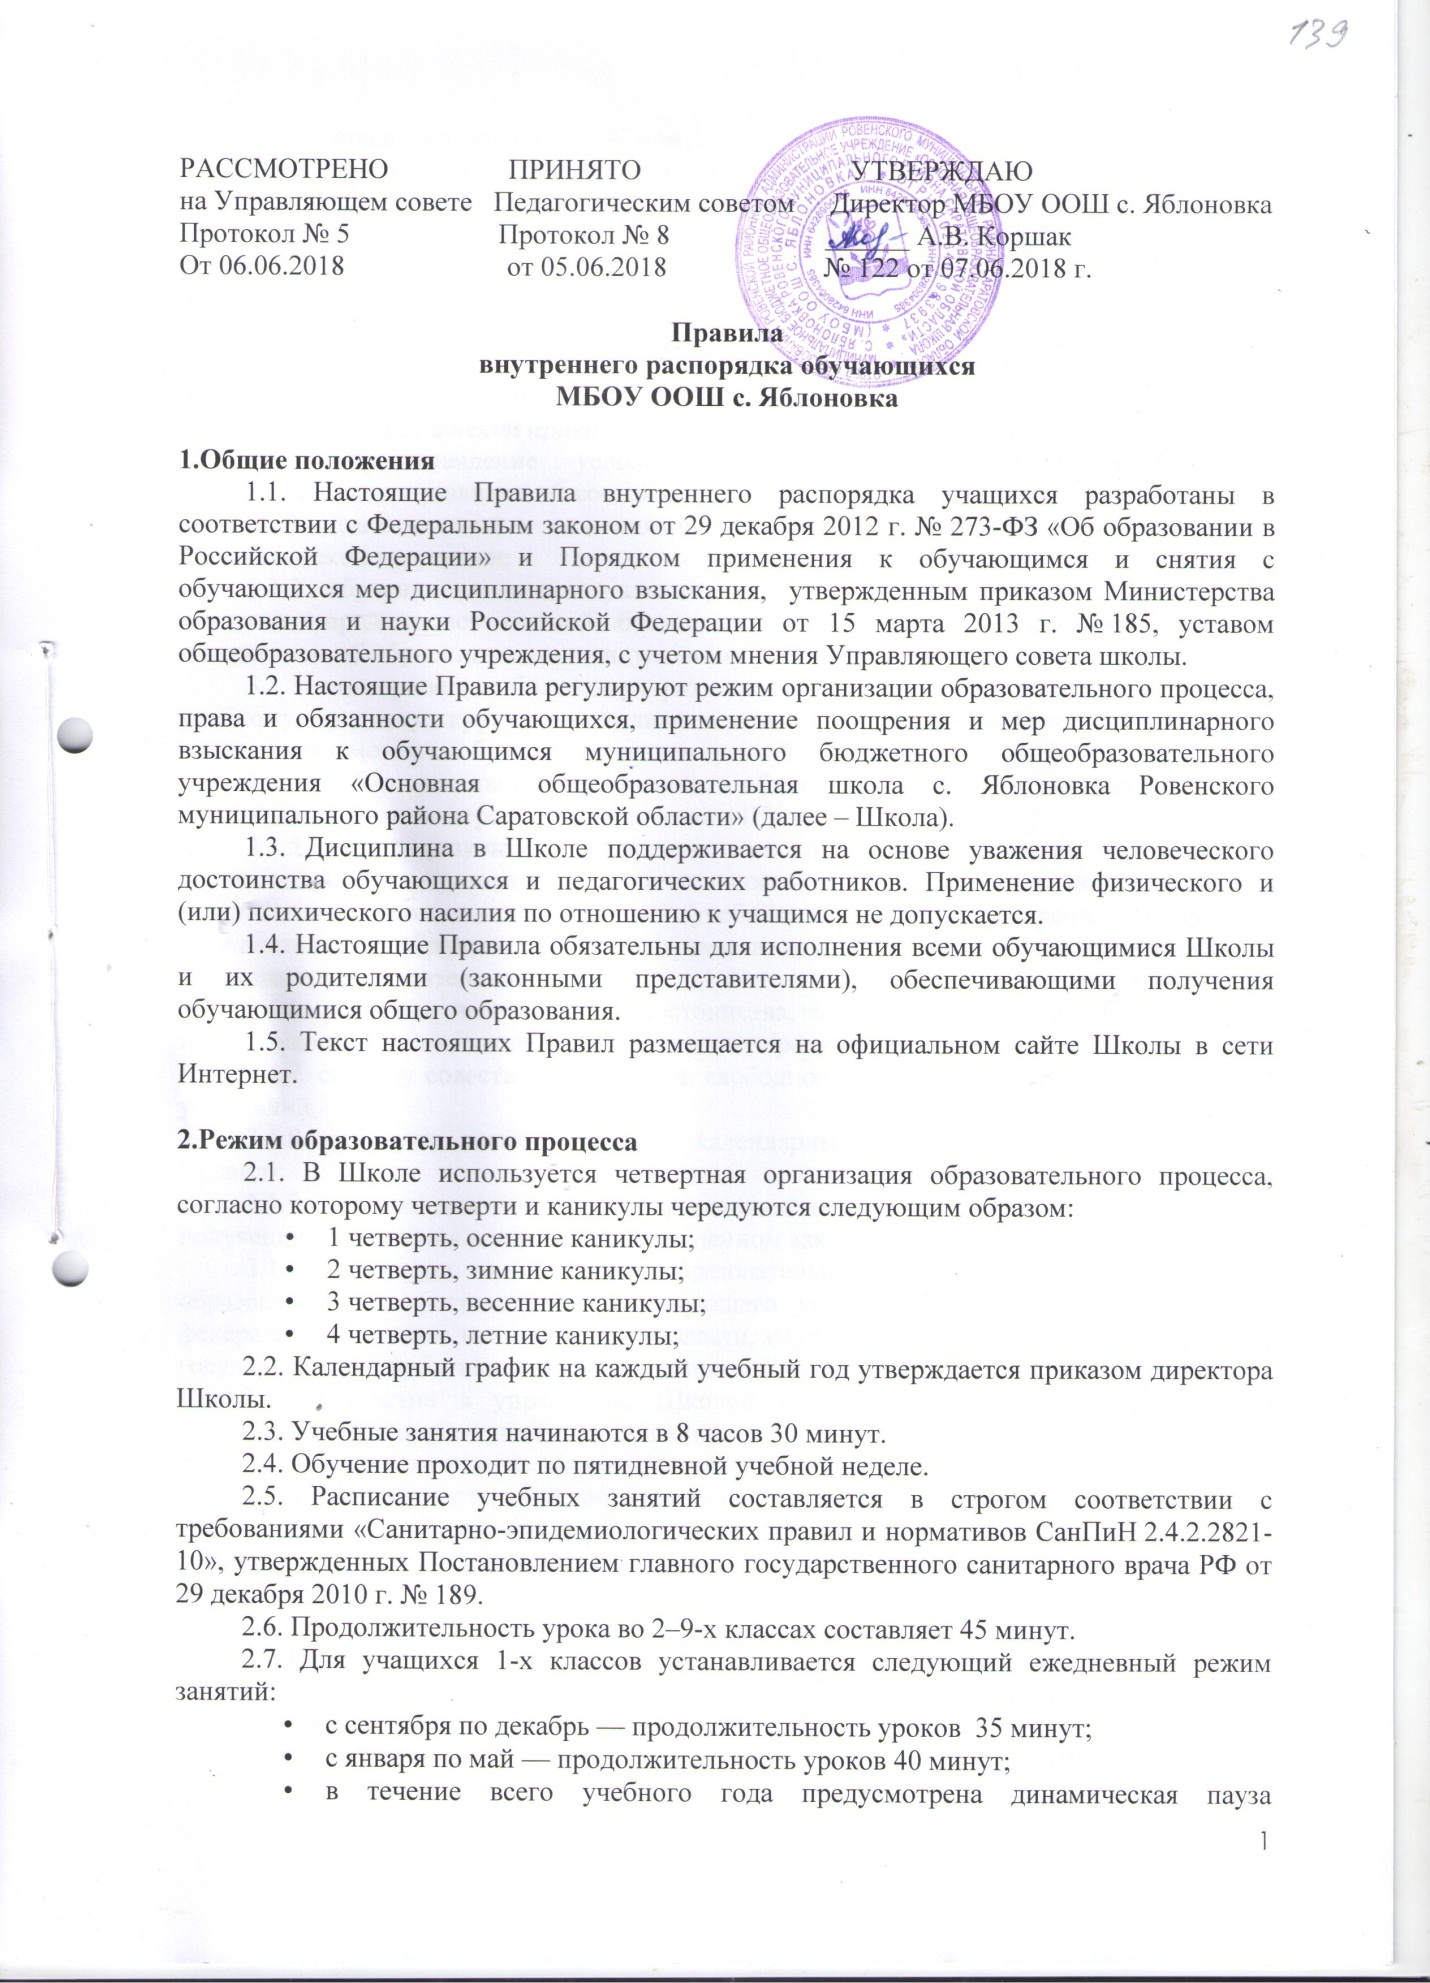 139
РАССМОТРЕНО ПРИНЯТО УТВЕРЖДАЮ
на Управляющем совете Педагогическим советом Директор МБОУ ООШ с. Яблоновка
Протокол № 5 Протокол № 8 А.В. Коршак
От 06.06.2018 от 05.06.2018 № 122 от 07.06.2018 г.
Правила
внутреннего распорядка обучающихся
МБОУ ООШ с. Яблоновка
1.Общие положения
1.1. Настоящие Правила внутреннего распорядка учащихся разработаны в
соответствии с Федеральным законом от 29 декабря 2012 г. № 273-ФЗ «Об образовании в
Российской Федерации» и Порядком применения к обучающимся и снятия с
обучающихся мер дисциплинарного взыскания, утвержденным приказом Министерства
образования и науки Российской Федерации от 15 марта 2013 г. № 185, уставом
общеобразовательного учреждения, с учетом мнения Управляющего совета школы.
1.2. Настоящие Правила регулируют режим организации образовательного процесса,
права и обязанности обучающихся, применение поощрения и мер дисциплинарного
взыскания к обучающимся муниципального бюджетного общеобразовательного
учреждения «Основная общеобразовательная школа с. Яблоновка Ровенского
муниципального района Саратовской области» (далее – Школа).
1.3. Дисциплина в Школе поддерживается на основе уважения человеческого
достоинства обучающихся и педагогических работников. Применение физического и
(или) психического насилия по отношению к учащимся не допускается.
1.4. Настоящие Правила обязательны для исполнения всеми обучающимися Школы
и их родителями (законными представителями), обеспечивающими получения
обучающимися общего образования.
1.5. Текст настоящих Правил размещается на официальном сайте Школы в сети
Интернет.
2.Режим образовательного процесса
2.1. В Школе используется четвертная организация образовательного процесса,
согласно которому четверти и каникулы чередуются следующим образом:
• 1 четверть, осенние каникулы;
• 2 четверть, зимние каникулы;
• 3 четверть, весенние каникулы;
• 4 четверть, летние каникулы;
2.2. Календарный график на каждый учебный год утверждается приказом директора
Школы.
2.3. Учебные занятия начинаются в 8 часов 30 минут.
2.4. Обучение проходит по пятидневной учебной неделе.
2.5. Расписание учебных занятий составляется в строгом соответствии с
требованиями «Санитарно-эпидемиологических правил и нормативов СанПиН 2.4.2.2821-
10», утвержденных Постановлением главного государственного санитарного врача РФ от
29 декабря 2010 г. № 189.
2.6. Продолжительность урока во 2–9-х классах составляет 45 минут.
2.7. Для учащихся 1-х классов устанавливается следующий ежедневный режим
занятий:
• с сентября по декабрь — продолжительность уроков 35 минут;
• с января по май — продолжительность уроков 40 минут;
• в течение всего учебного года предусмотрена динамическая пауза
1